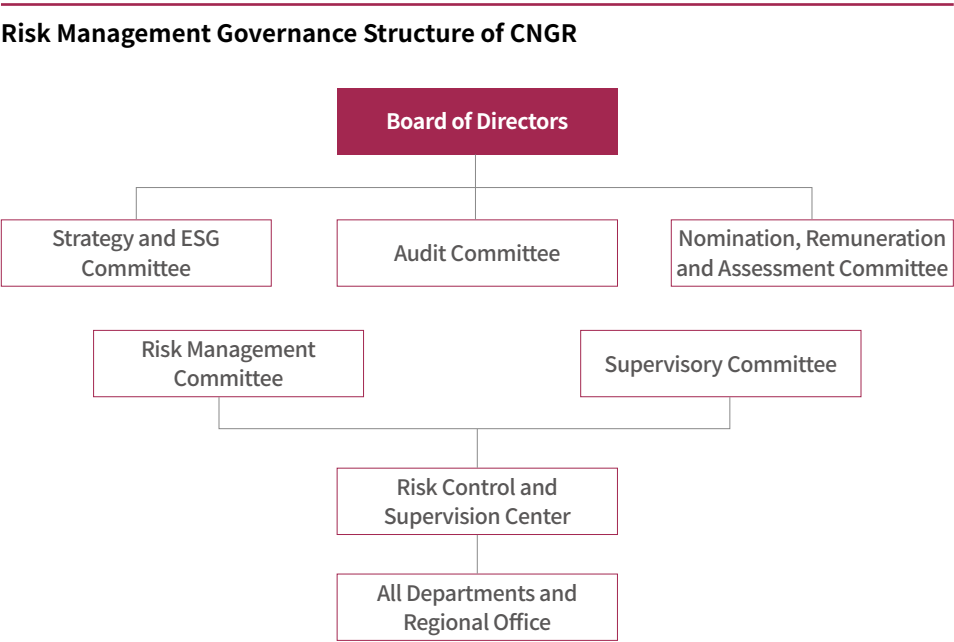 Risk Management Governance Structure of CNGR
Board of Directors
Strategy and ESG
Committee
Audit Committee
Nomination, Remuneration
and Assessment Committee
Risk Management
Committee
Supervisory Committee
Risk Control and
Supervision Center
All Departments and
Regional Office